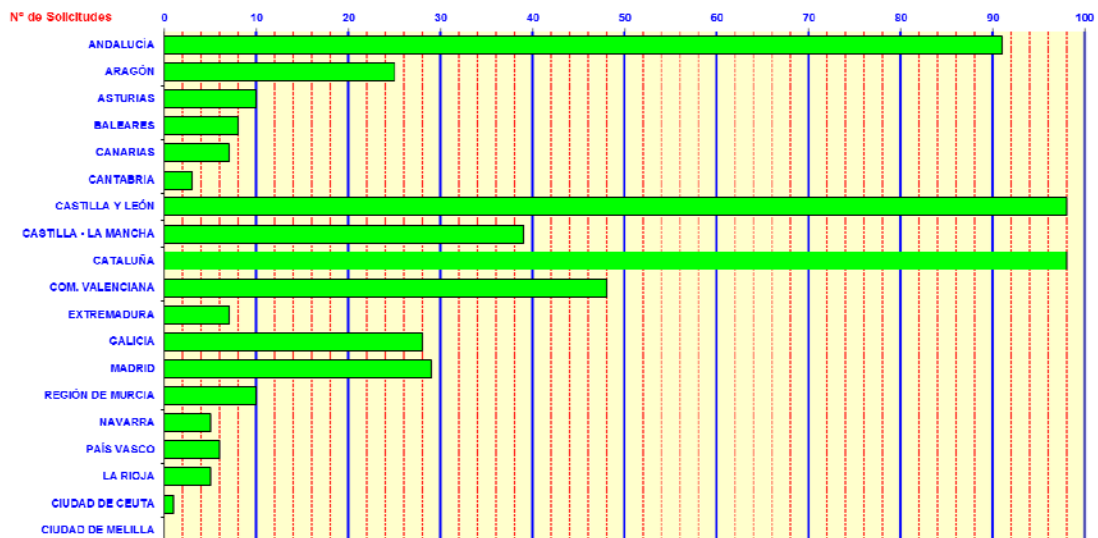 Nº de Solicitudes 0 10 20 30 40 50 60 70 80 90 100
ANDALUCÍA
ARAGÓN
ASTURIAS
BALEARES
CANARIAS
CANTABRIA
CASTILLA Y LEÓN
CASTILLA - LA MANCHA
CATALUÑA
COM. VALENCIANA
EXTREMADURA
GALICIA
MADRID
REGIÓN DE MURCIA
NAVARRA
PAÍS VASCO
LA RIOJA
CIUDAD DE CEUTA
CIUDAD DE MELILLA